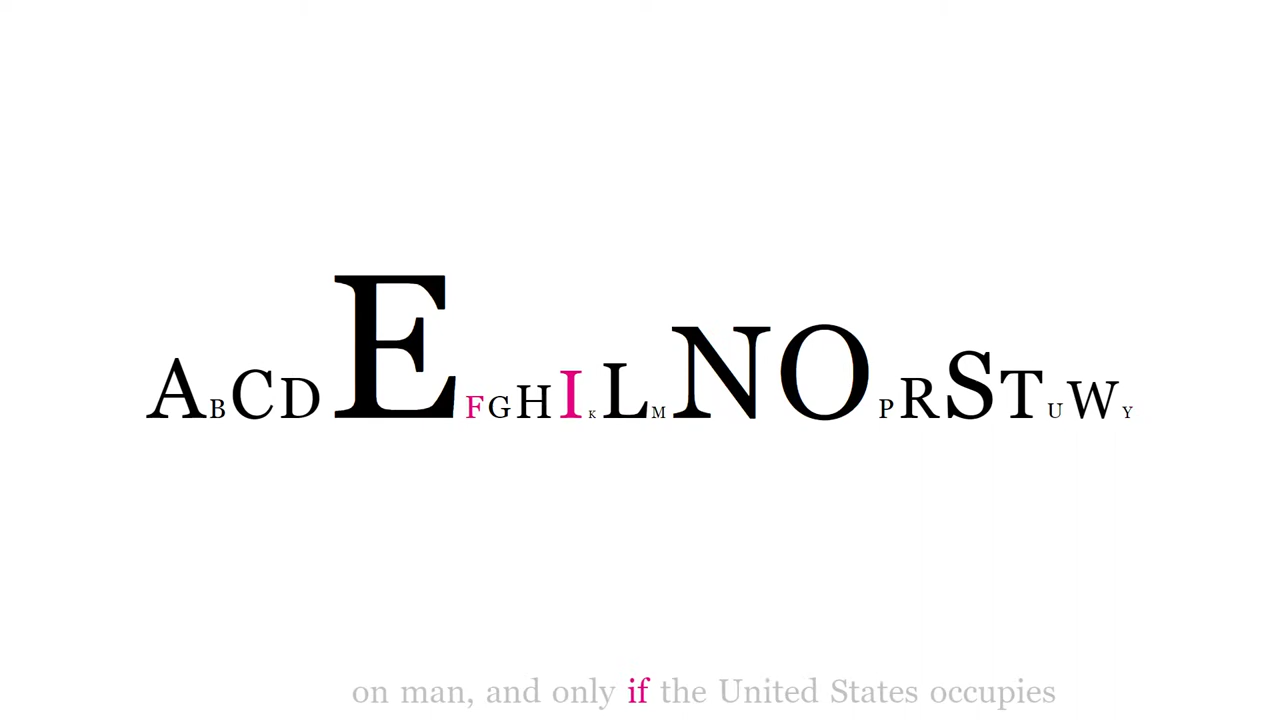 ABCDEFGHIKLMNOPRSTUWY
on man, and only if the United States occupies